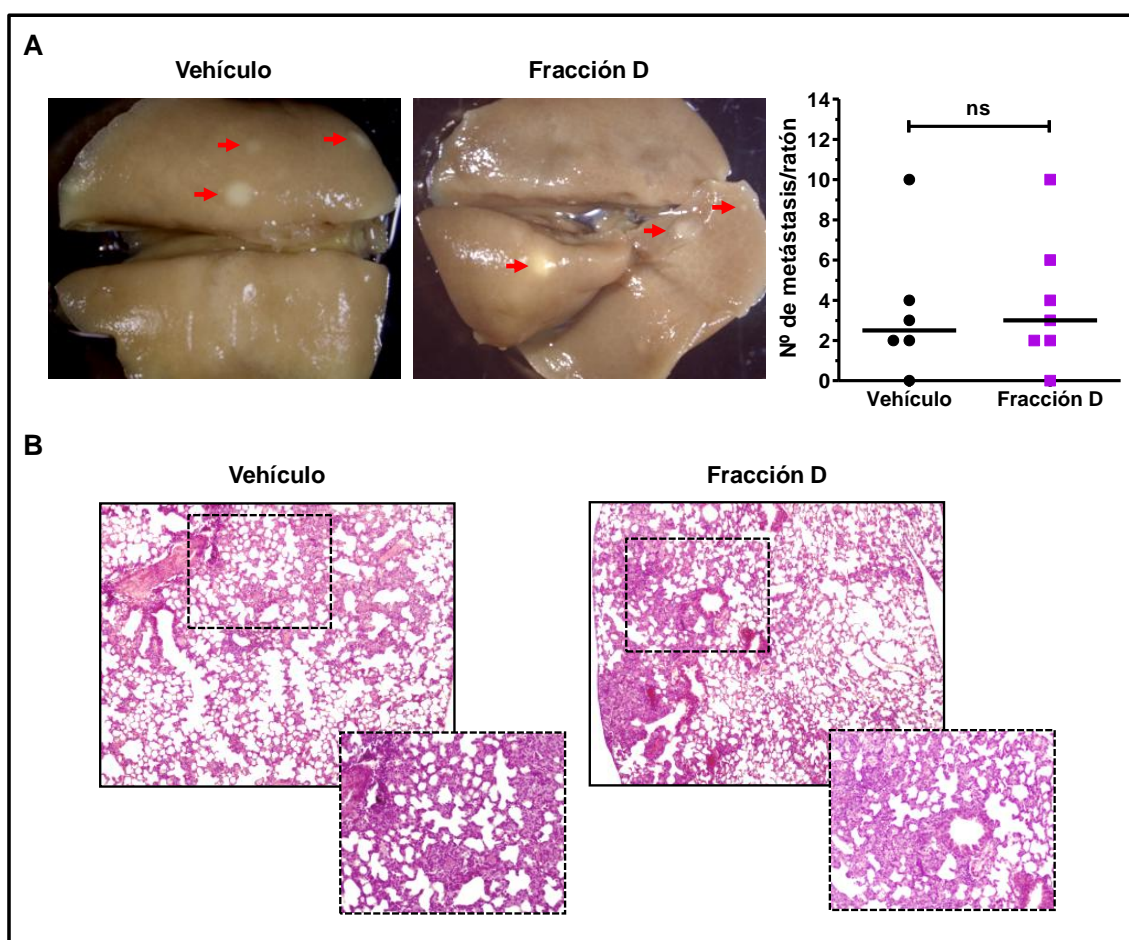 A
Vehículo
Fracción D
14
12
10
8
6
4
2
0
Nº de metástasis/ratón
ns
Vehículo
Fracción D
B
Vehículo
Fracción D